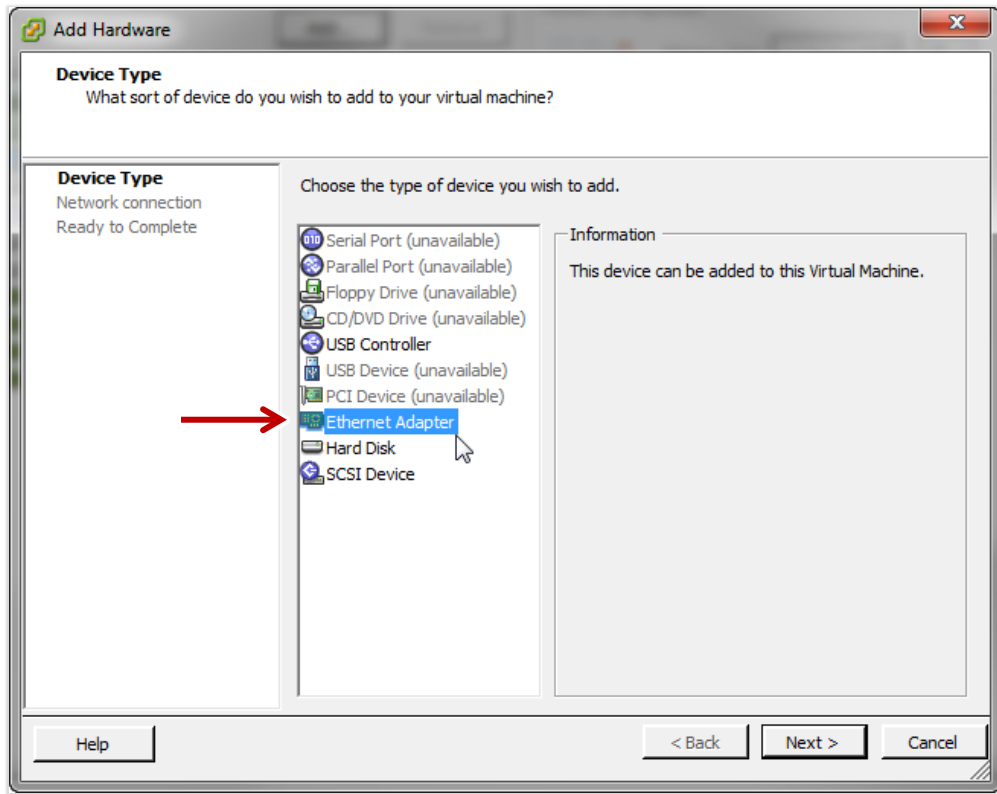 Add Hardware
Device Type
What sort of device do you wish to add to your virtual machine?
Device Type
Network connection
Ready to Complete
Choose the type of device you wish to add.
Serial Port (unavailable)
Parallel Port (unavailable)
Floppy Drive (unavailable)
CD/DVD Drive (unavailable)
USB Controller
USB Device (unavailable)
PCI Device (unavailable)
Ethernet Adapter
Hard Disk
SCSI Device
Information
This device can be added to this Virtual Machine.
Help
< Back
Next >
Cancel